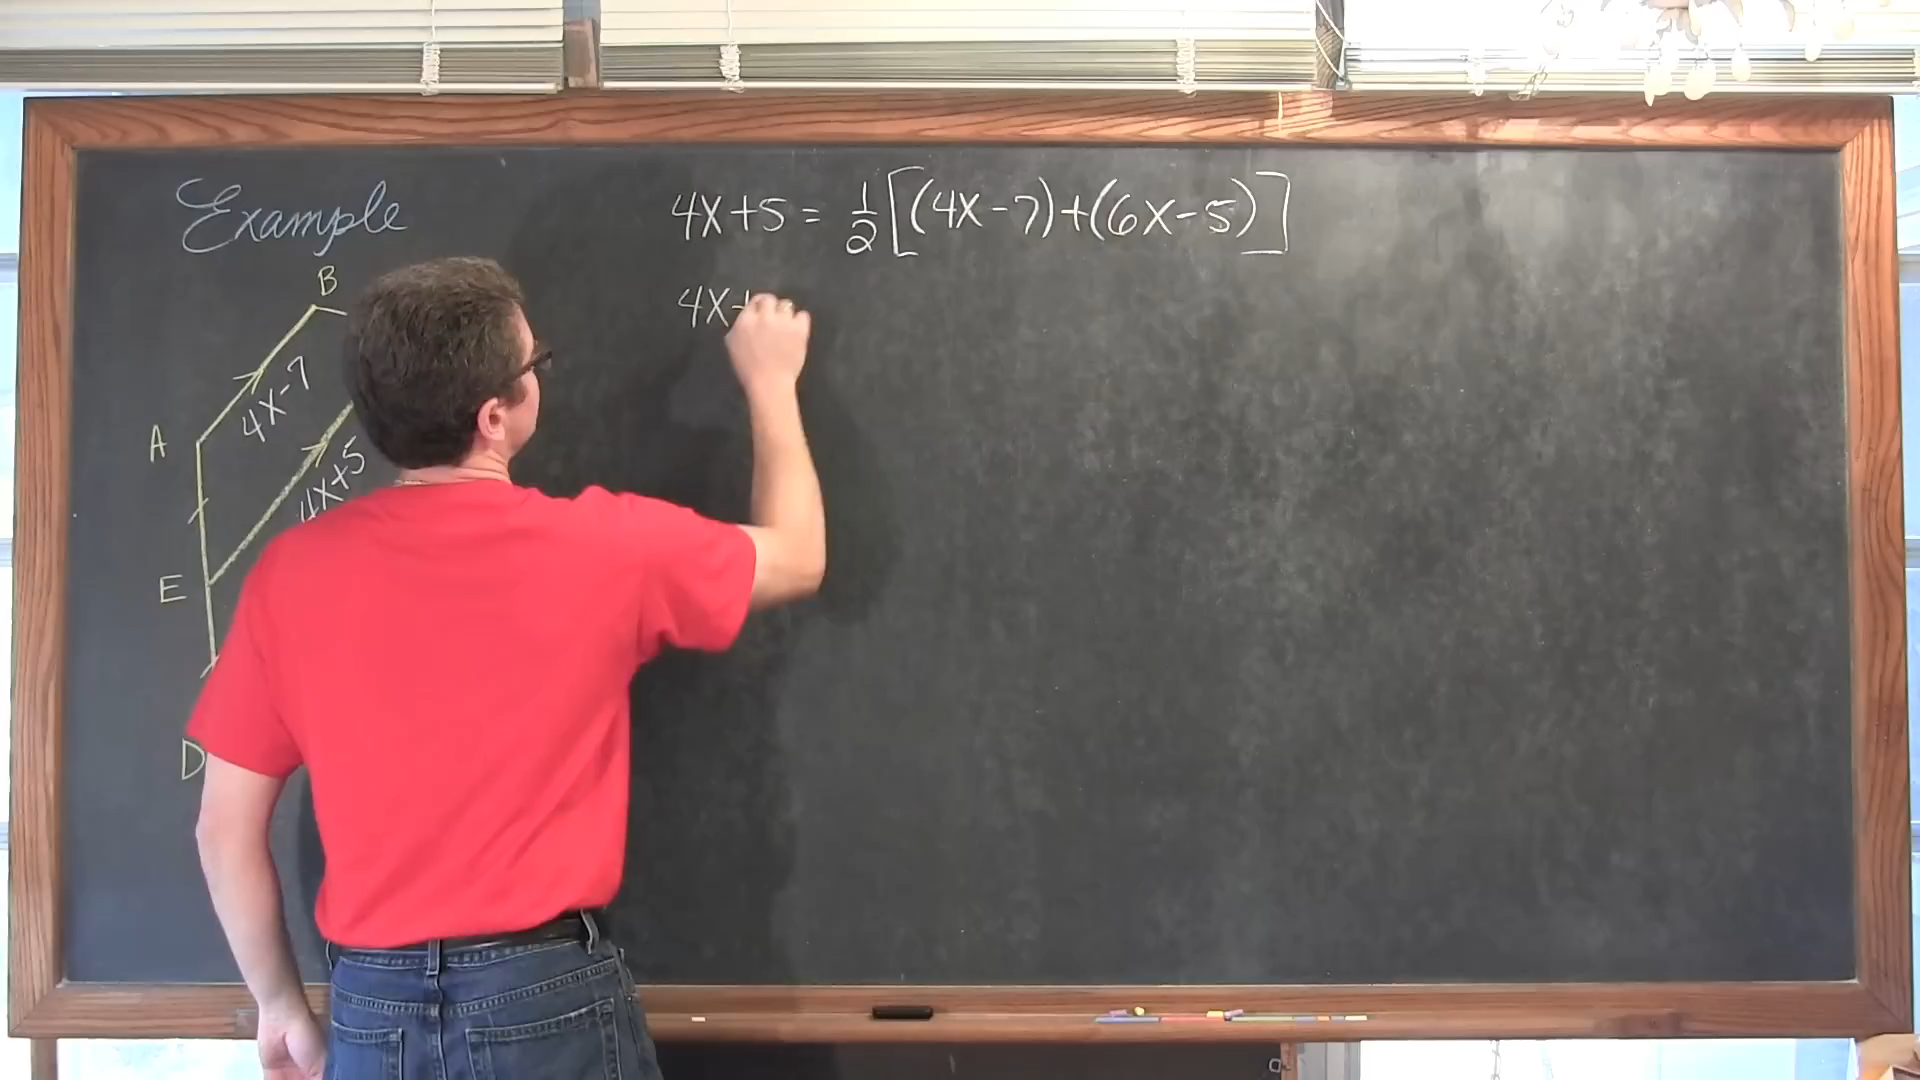 Example
4X+5 = 1/2[(4X-7)+(6X-5)]
B
4X+
4X-7
A
4X+5
E
D